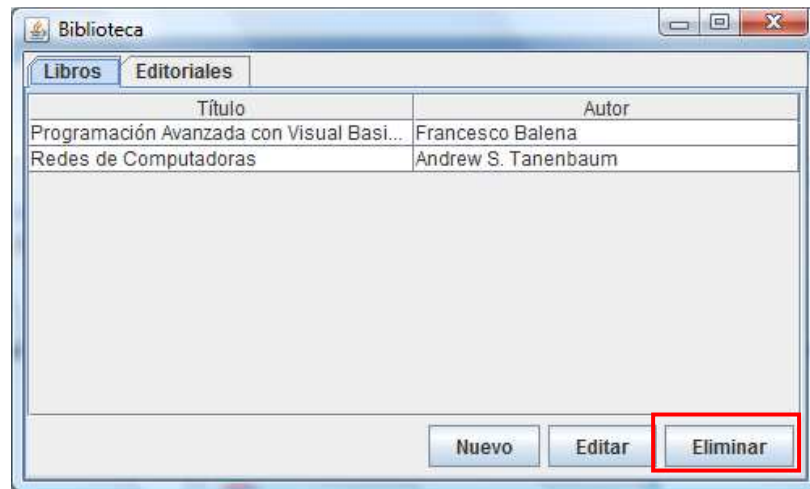 Biblioteca
Libros Editoriales
Título Autor
Programación Avanzada con Visual Basi... Francesco Balena
Redes de Computadoras Andrew S. Tanenbaum
Nuevo Editar Eliminar